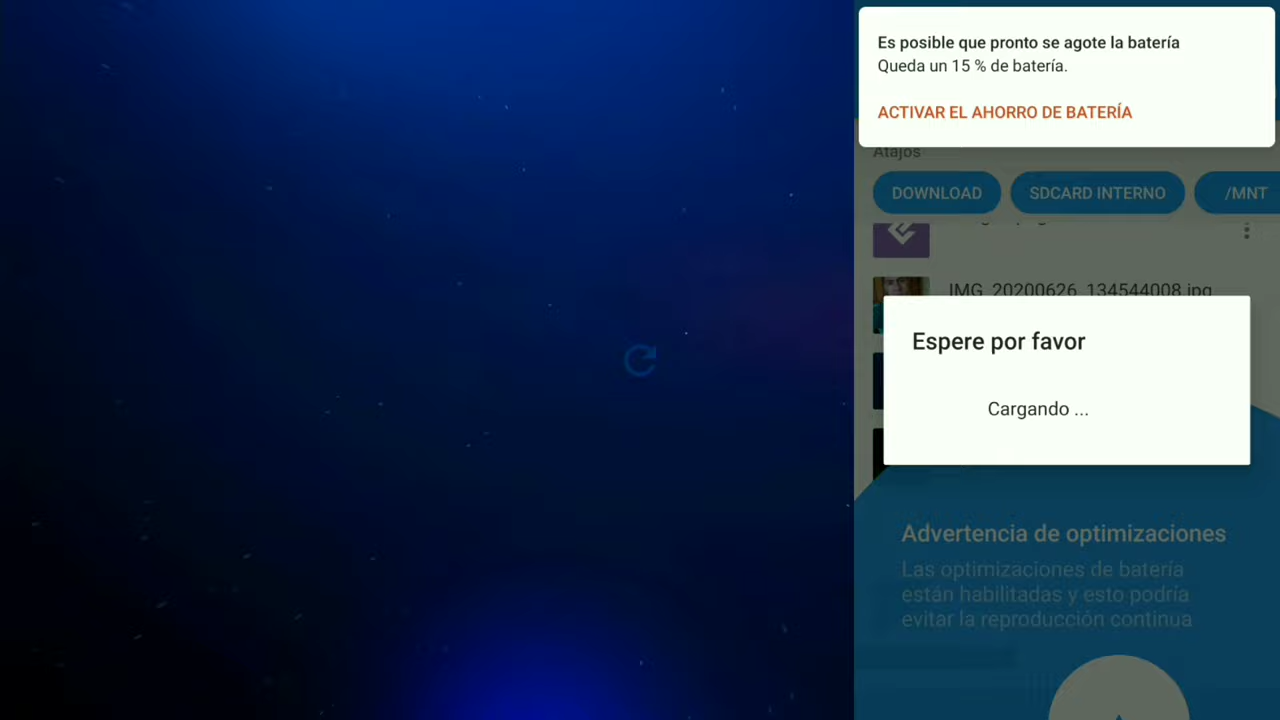 Es posible que pronto se agote la batería
Queda un 15 % de batería.
ACTIVAR EL AHORRO DE BATERÍA
Atajos
DOWNLOAD
SDCARD INTERNO
/MNT
IMG_20200626_134544008.jpg
Espere por favor
Cargando ...
Advertencia de optimizaciones
Las optimizaciones de batería
están habilitadas y esto podría
evitar la reproducción continua